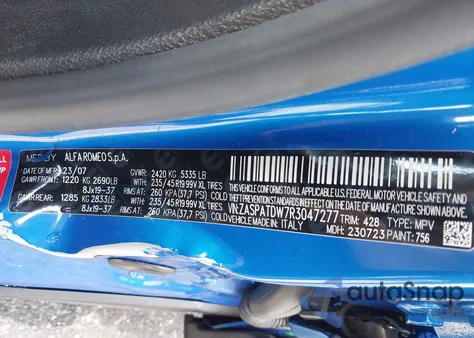 MFD BY ALFA ROMEO S.p.A.
DATE OF MFR 23/07 GVWR: 2420 KG 5335 LB
GAWR FRONT: 1220 KG 2690LB WITH 235/45R19 99V XL TIRES
8Jx19-37 RIMS AT: 260 KPA (37,7 PSI) COLD
GAWR REAR: 1285 KG 2833LB WITH 235/45R19 99V XL TIRES
8Jx19-37 RIMS AT: 260 KPA (37,7 PSI) COLD
THIS VEHICLE CONFORMS TO ALL APPLICABLE U.S. FEDERAL MOTOR VEHICLE SAFETY,
BUMPER, AND THEFT PREVENTION STANDARDS IN EFFECT ON THE DATE OF
MANUFACTURE SHOWN ABOVE. MADE IN ITALY
VIN: ZASPATDW7R3047277 TRIM: 428 TYPE: MPV
MDH: 230723 PAINT: 756
autoSnap